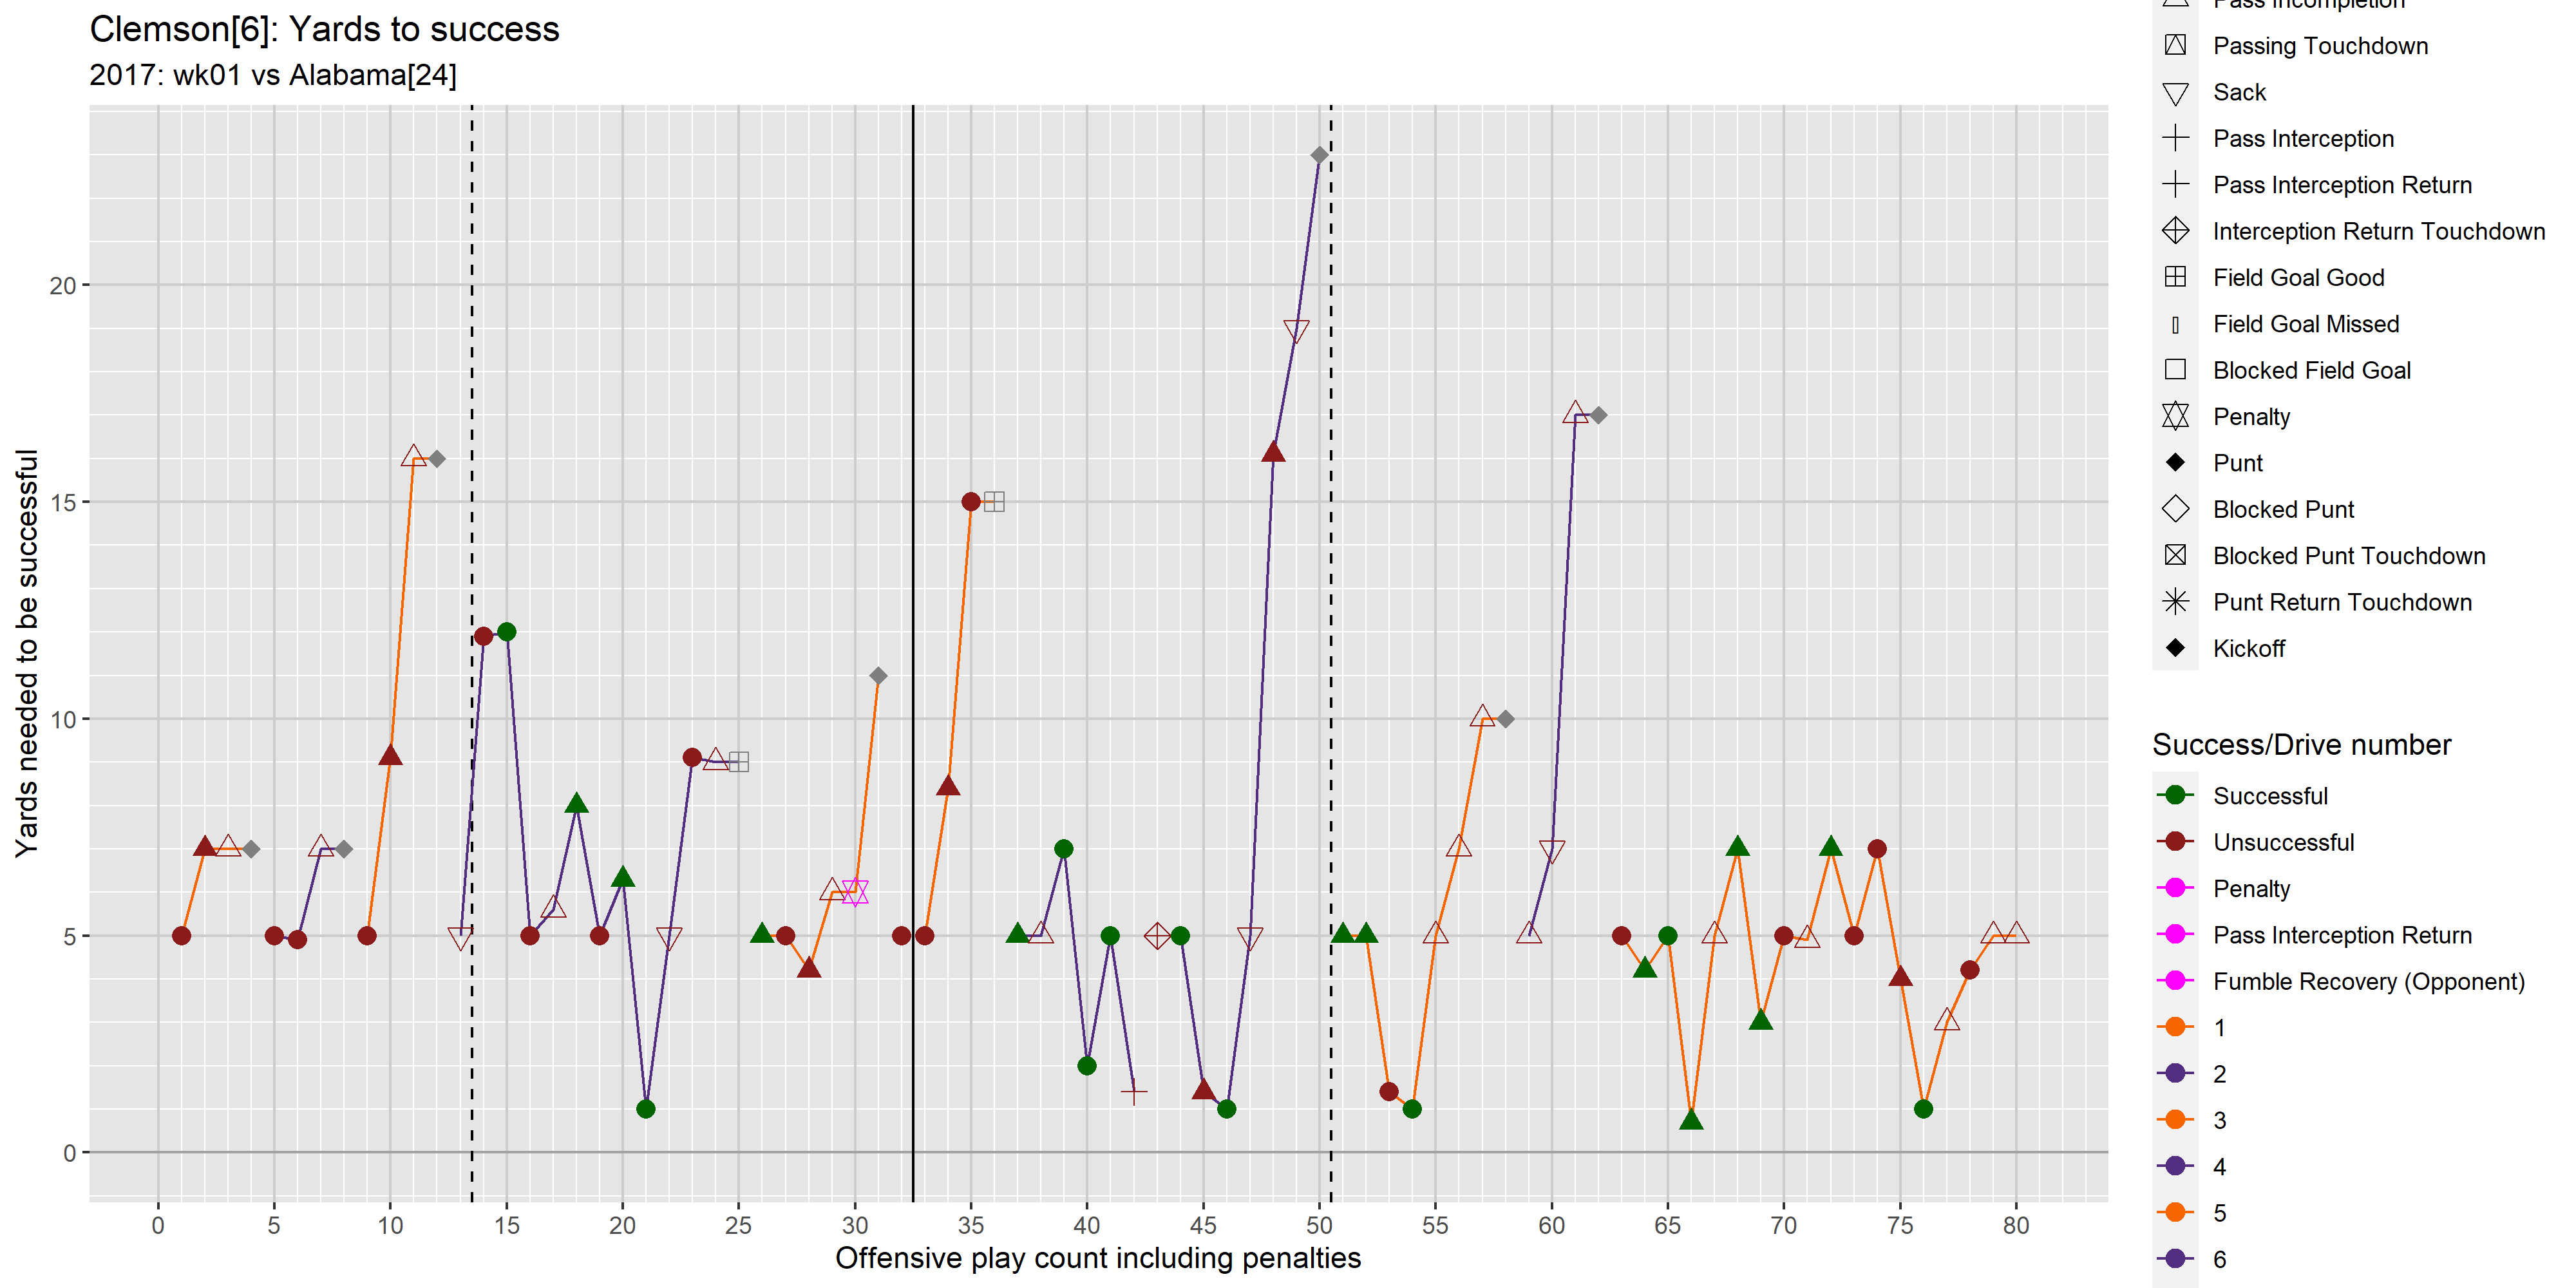 Clemson[6]: Yards to success
2017: wk01 vs Alabama[24]
Yards needed to be successful
20
15
10
5
0
0 5 10 15 20 25 30 35 40 45 50 55 60 65 70 75 80
Offensive play count including penalties
Pass Incompletion
Passing Touchdown
Sack
Pass Interception
Pass Interception Return
Interception Return Touchdown
Field Goal Good
Field Goal Missed
Blocked Field Goal
Penalty
Punt
Blocked Punt
Blocked Punt Touchdown
Punt Return Touchdown
Kickoff
Success/Drive number
Successful
Unsuccessful
Penalty
Pass Interception Return
Fumble Recovery (Opponent)
1
2
3
4
5
6